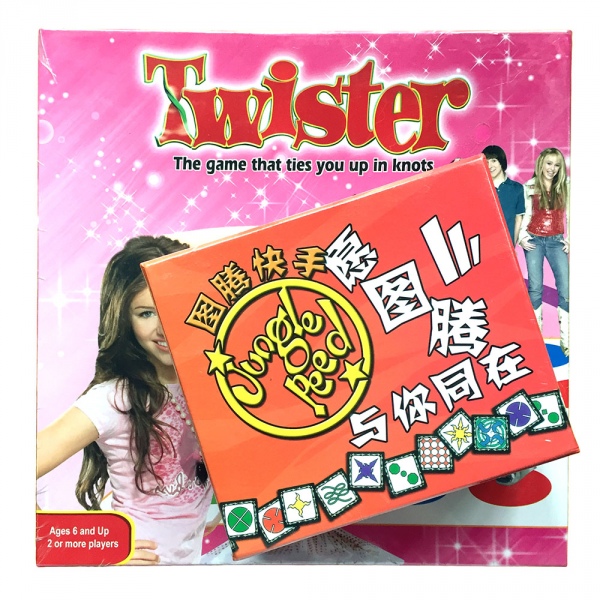 Twister
The game that ties you up in knots
图腾快手
Jungle
Speed
愿
图腾
与你同在
Ages 6 and Up
2 or more players